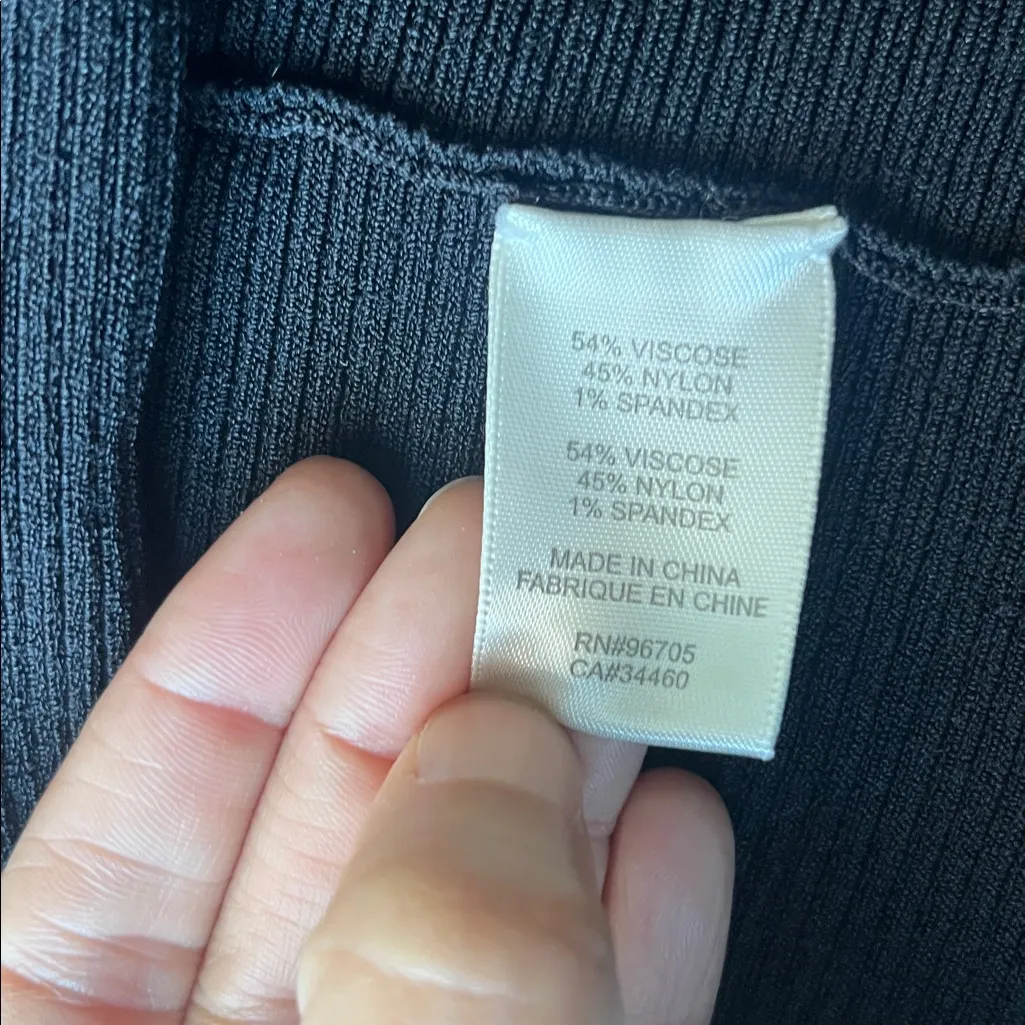 54% VISCOSE
45% NYLON
1% SPANDEX
54% VISCOSE
45% NYLON
1% SPANDEX
MADE IN CHINA
FABRIQUE EN CHINE
RN#96705
CA#34460